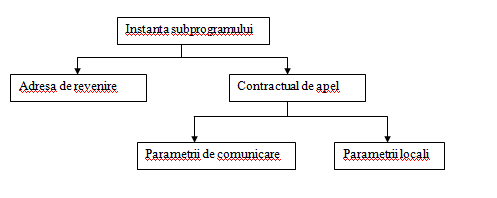 Instanta subprogramului
Adresa de revenire
Contractual de apel
Parametrii de comunicare
Parametrii locali